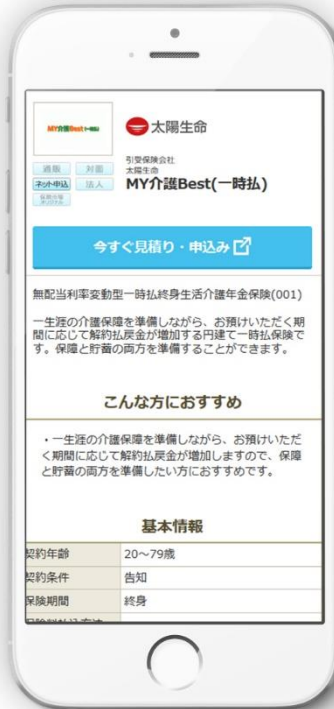 MY介護Best(一時払)
太陽生命
通販
対面
ネット申込
法人
引受保険会社
太陽生命
MY介護Best(一時払)
今すぐ見積り・申込み
無配当利率変動型一時払終身生活介護年金保険(001)
一生涯の介護保障を準備しながら、お預けいただく期
間に応じて解約払戻金が増加する円建て一時払保険で
す。保障と貯蓄の両方を準備することができます。
こんな方におすすめ
・一生涯の介護保障を準備しながら、お預けいただ
く期間に応じて解約払戻金が増加しますので、保障
と貯蓄の両方を準備したい方におすすめです。
基本情報
契約年齢
20～79歳
契約条件
告知
保険期間
終身